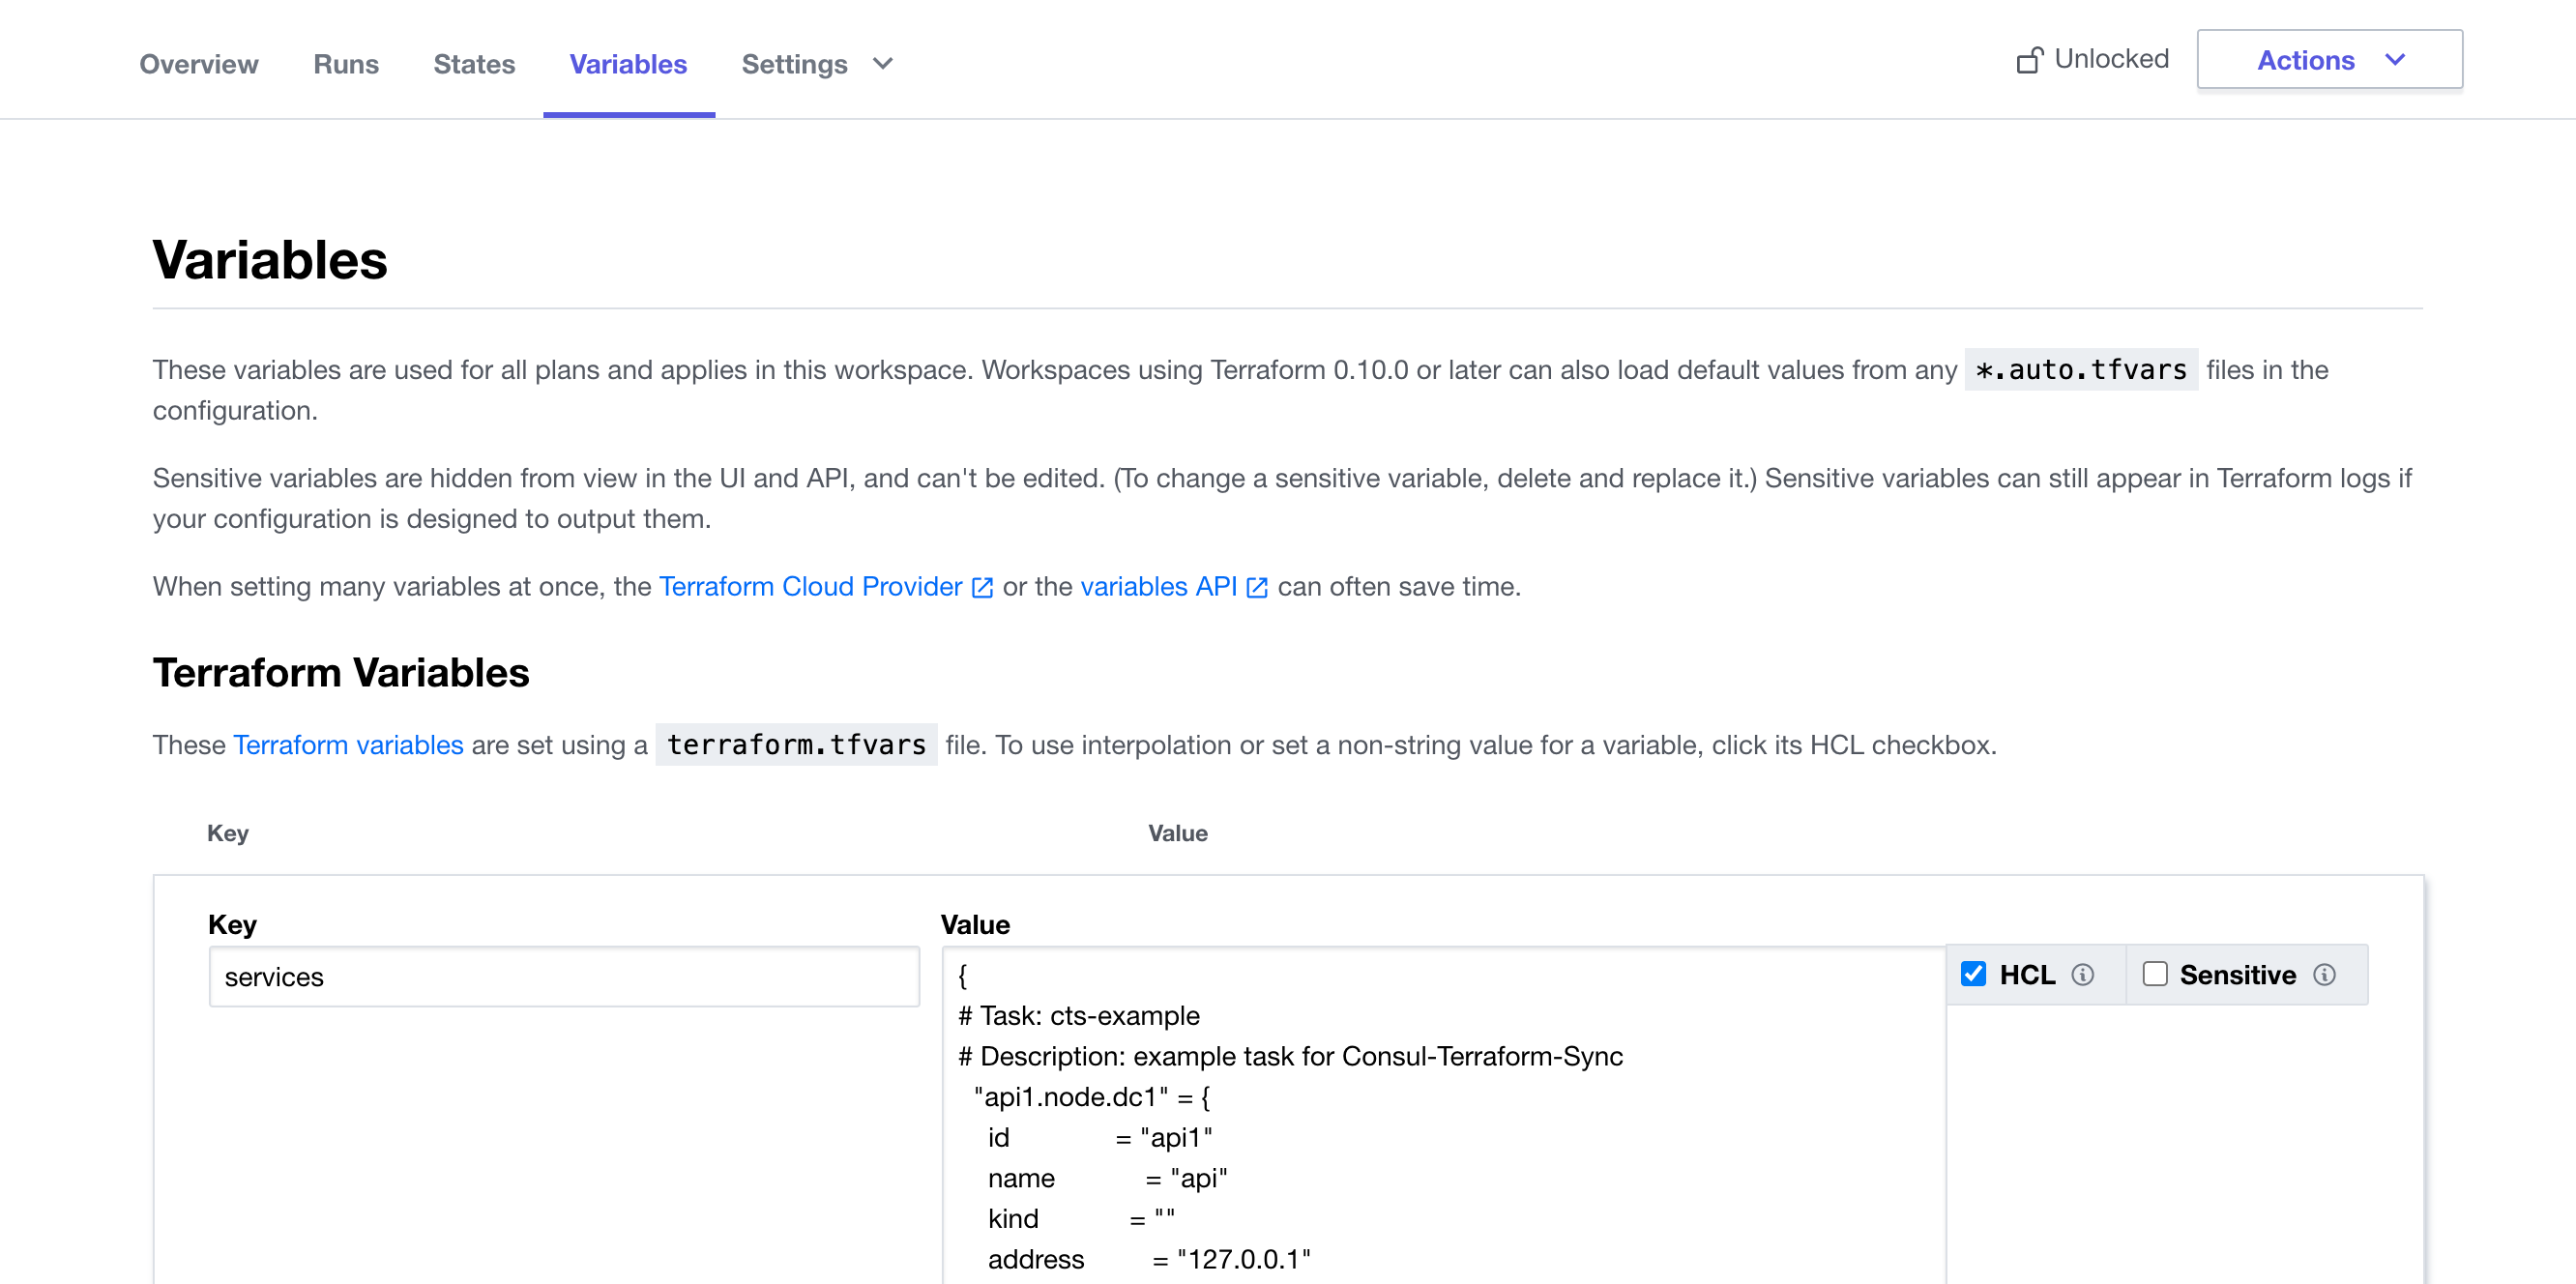 Overview Runs States Variables Settings Unlocked Actions
Variables
These variables are used for all plans and applies in this workspace. Workspaces using Terraform 0.10.0 or later can also load default values from any *.auto.tfvars files in the
configuration.
Sensitive variables are hidden from view in the UI and API, and can't be edited. (To change a sensitive variable, delete and replace it.) Sensitive variables can still appear in Terraform logs if
your configuration is designed to output them.
When setting many variables at once, the Terraform Cloud Provider or the variables API can often save time.
Terraform Variables
These Terraform variables are set using a terraform.tfvars file. To use interpolation or set a non-string value for a variable, click its HCL checkbox.
Key Value
Key Value
services
{
HCL Sensitive
# Task: cts-example
# Description: example task for Consul-Terraform-Sync
"api1.node.dc1" = {
id = "api1"
name = "api"
kind = ""
address = "127.0.0.1"